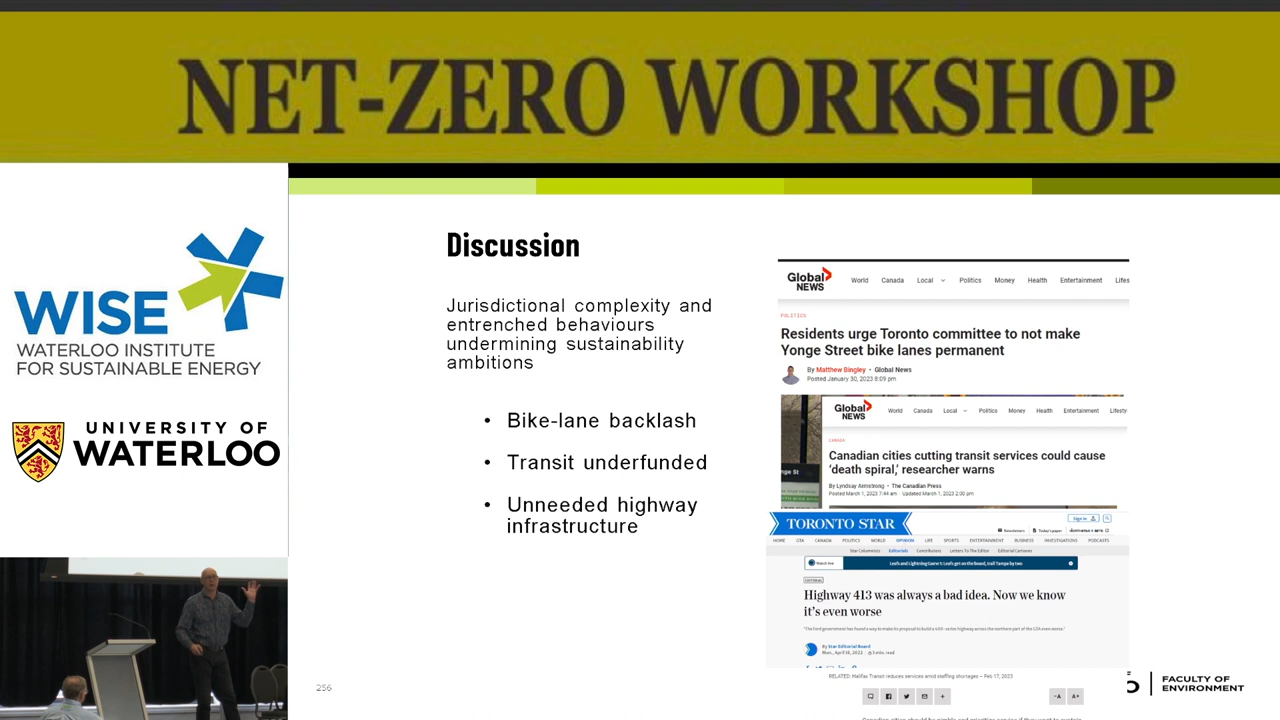 NET-ZERO WORKSHOP
WISE
WATERLOO INSTITUTE
FOR SUSTAINABLE ENERGY
UNIVERSITY OF
WATERLOO
Discussion
Jurisdictional complexity and
entrenched behaviours
undermining sustainability
ambitions
• Bike-lane backlash
• Transit underfunded
• Unneeded highway
infrastructure
256
Global NEWS
World Canada Local Politics Money Health Entertainment Lifes
POLITICS
Residents urge Toronto committee to not make
Yonge Street bike lanes permanent
By Matthew Bingley • Global News
Posted January 30, 2023 8:09 pm
Global NEWS
World Canada Local Politics Money Health Entertainment Lifesty
CANADA
Canadian cities cutting transit services could cause
‘death spiral,’ researcher warns
By Lyndsay Armstrong • The Canadian Press
Posted March 1, 2023 7:44 am · Updated March 1, 2023 2:00 pm
TORONTO STAR
Sign in
HOME GTA CANADA POLITICS WORLD OPINION LIFE SPORTS ENTERTAINMENT BUSINESS INVESTIGATIONS PODCASTS
Star Columnists Editorials Contributors Letters To The Editor Editorial Cartoons
Highway 413 was always a bad idea. Now we know
it’s even worse
By Star Editorial Board
RELATED: Halifax Transit reduces services amid staffing shortages – Feb 17, 2023
-A A+
FACULTY OF
ENVIRONMENT